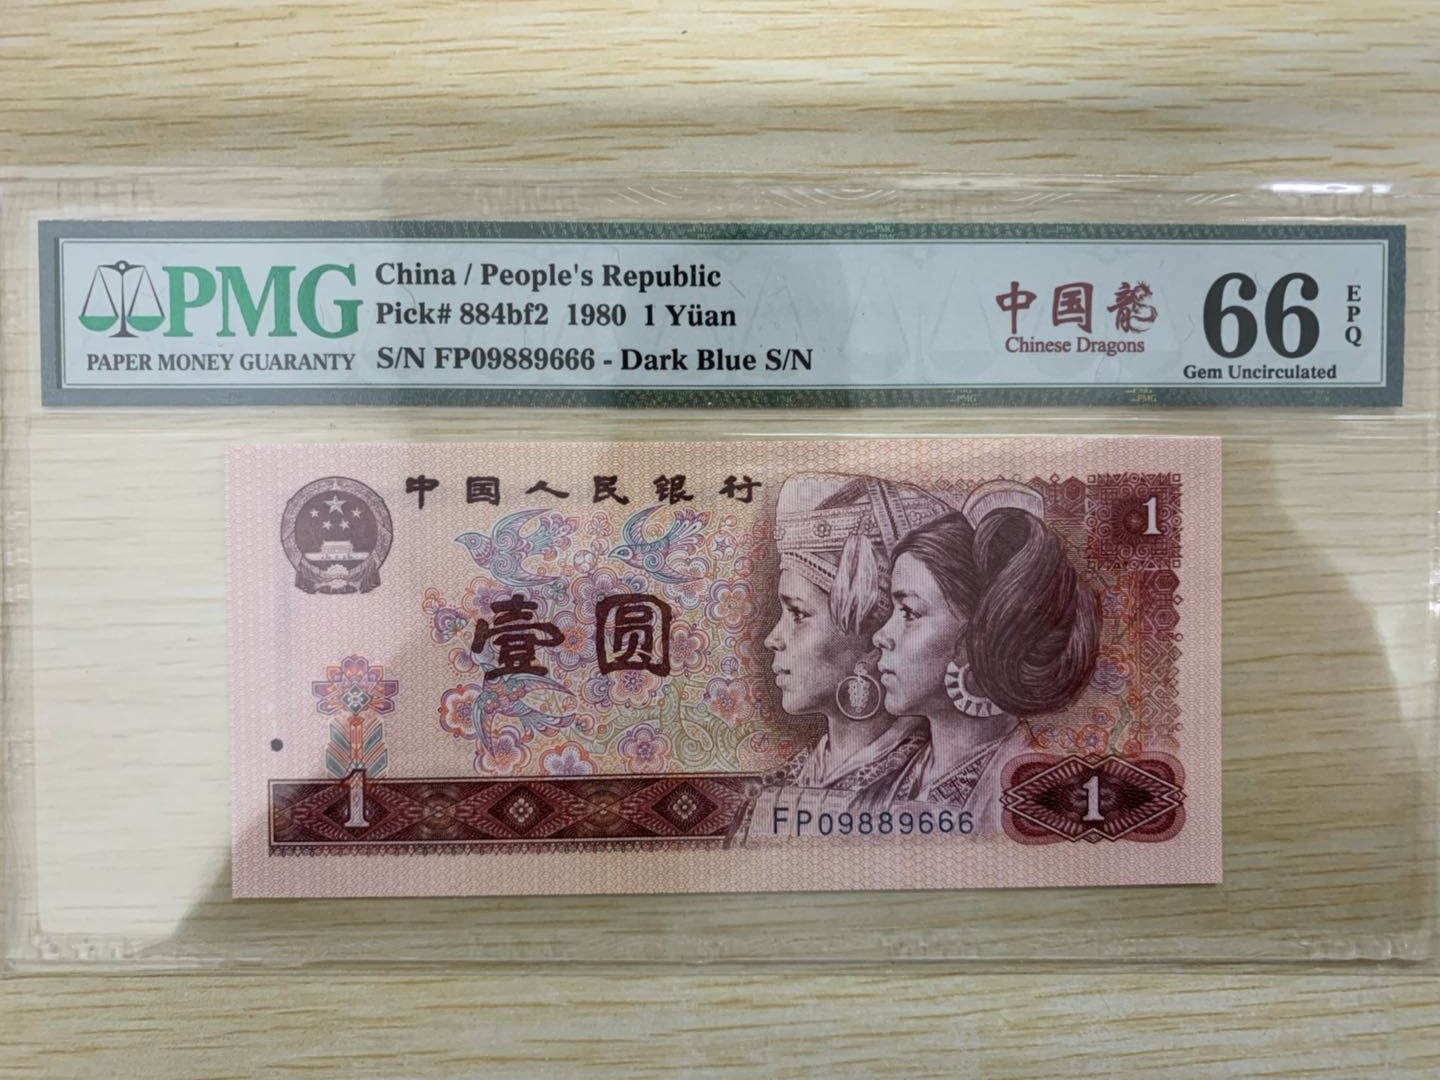 PMG
PAPER MONEY GUARANTY
China / People's Republic
Pick# 884bf2 1980 1 Yüan
S/N FP09889666 - Dark Blue S/N
中国龍
Chinese Dragons
66
EPQ
Gem Uncirculated
中国人民银行
1
壹圆
1
FP09889666
1